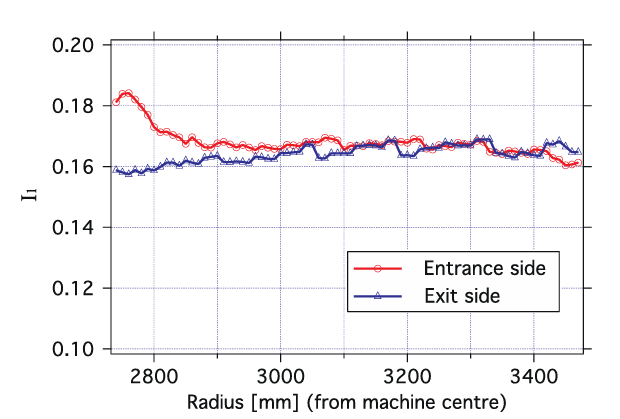 0.20
0.18
0.16
0.14
0.12
0.10
I₁
Entrance side
Exit side
2800 3000 3200 3400
Radius [mm] (from machine centre)